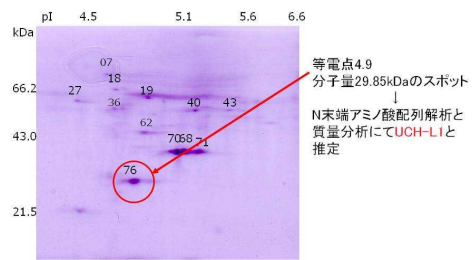 pI 4.5 5.1 5.6 6.6
kDa
07
18
66.2 27 19
36 40 43
62
43.0 7068 71
76
21.5
等電点4.9
分子量29.85kDaのスポット
↓
N末端アミノ酸配列解析と
質量分析にてUCH-L1と
推定